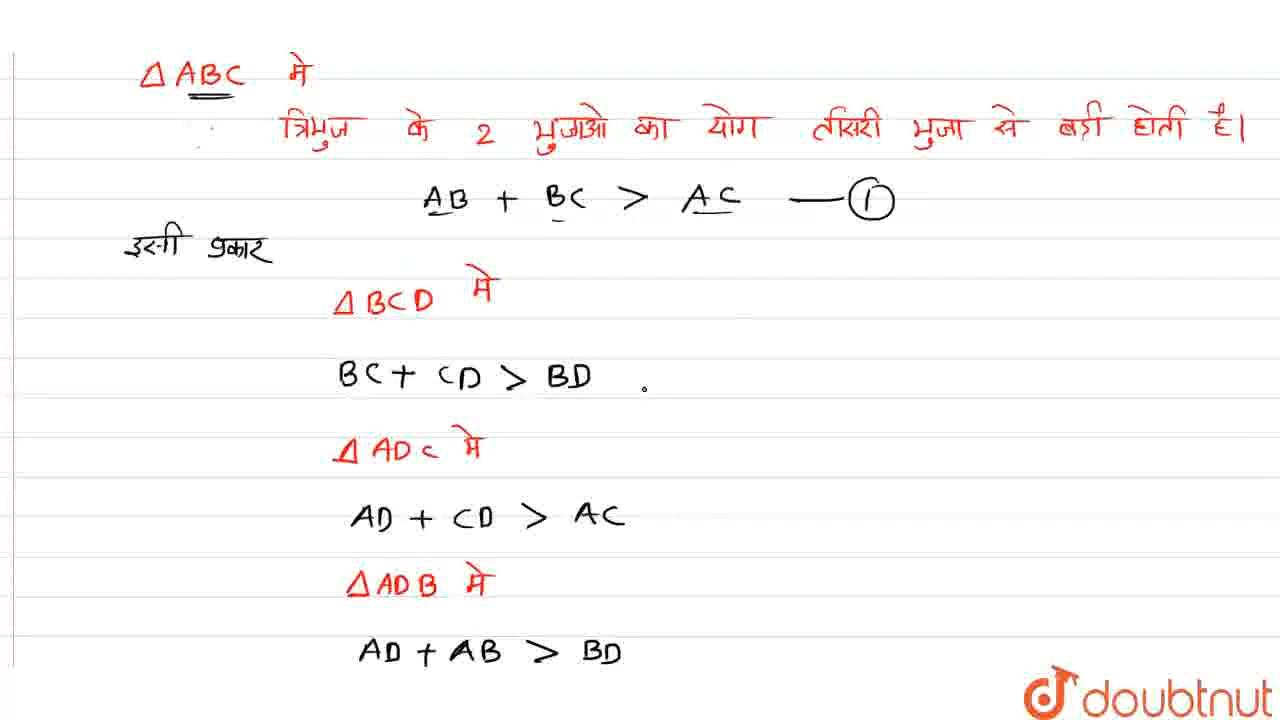 △ ABC में
त्रिभुज के 2 भुजाओ का योग तीसरी भुजा से बड़ी होती है।
AB + BC > AC — ①
इसी प्रकार
△ BCD में
BC + CD > BD
△ ADC में
AD + CD > AC
△ ADB में
AD + AB > BD
doubtnut